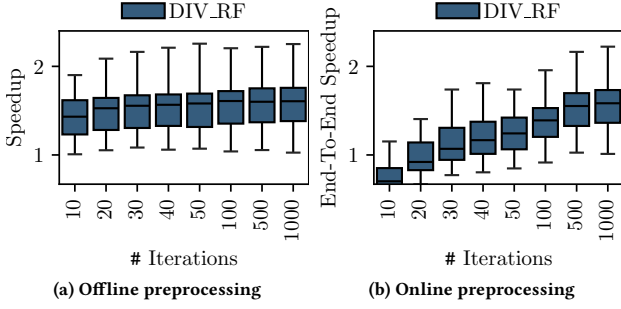 DIV_RF
Speedup
2
1
10
20
30
40
50
100
500
1000
# Iterations
(a) Offline preprocessing
DIV_RF
End-To-End Speedup
2
1
10
20
30
40
50
100
500
1000
# Iterations
(b) Online preprocessing